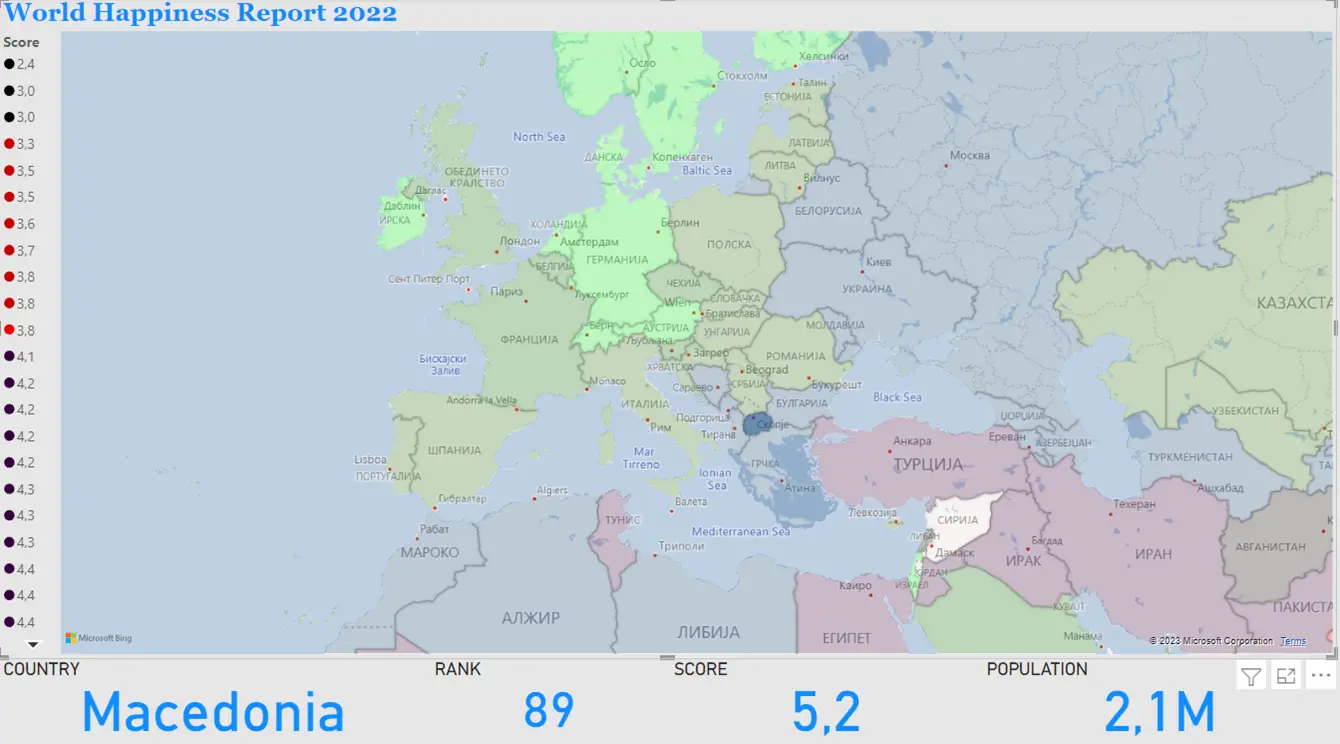 World Happiness Report 2022
Score
2,4
3,0
3,0
3,3
3,5
3,5
3,6
3,7
3,8
3,8
3,8
4,1
4,2
4,2
4,2
4,2
4,3
4,3
4,3
4,4
4,4
4,4
Осло
Хелсинки
Стокхолм
Талин
ЕСТОНИЈА
North Sea
ЛАТВИЈА
Москва
ДАНСКА
Копенхаген
ЛИТВА
Baltic Sea
ОБЕДИНЕТО
КРАЛСТВО
Вилнус
Даглас
Даблин
ИРСКА
БЕЛОРУСИЈА
ХОЛАНДИЈА
Берлин
Лондон
Амстердам
ПОЛСКА
ГЕРМАНИЈА
Киев
БЕЛГИЈА
Сент Питер Порт
ЧЕХИЈА
УКРАИНА
Париз
Луксембург
СЛОВАЧКА
Wien
Братислава
КАЗАХСТА
Берн
АУСТРИЈА
УНГАРИЈА
МОЛДАВИЈА
ФРАНЦИЈА
Љубљана
Загреб
РОМАНИЈА
Бискајски
Залив
ХРВАТСКА
Beograd
Monaco
Сараево
СРБИЈА
Букурешт
Andorra la Vella
ИТАЛИЈА
БУГАРИЈА
Black Sea
УЗБЕКИСТАН
Подгорица
Скопје
Рим
Тирана
Анкара
Ереван
АЗЕРБЕЈЏАН
ШПАНИЈА
Mar
Tirreno
ТУРЦИЈА
ТУРКМЕНИСТАН
Lisboa
ПОРТУГАЛИЈА
Ionian
Sea
ГРЧКА
Атина
Ашхабад
Гибралтар
Algiers
Валета
Техеран
Левкозија
ТУНИС
СИРИЈА
Рабат
Mediterranean Sea
ЛИБАН
Багдад
МАРОКО
Триполи
Дамаск
ИРАК
ИРАН
АВГАНИСТАН
ЈОРДАН
ИЗРАЕЛ
Каиро
АЛЖИР
ЛИБИЈА
ЕГИПЕТ
КУВАЈТ
ПАКИСТА
Манама
Microsoft Bing
© 2023 Microsoft Corporation Terms
COUNTRY RANK SCORE POPULATION
Macedonia 89 5,2 2,1M